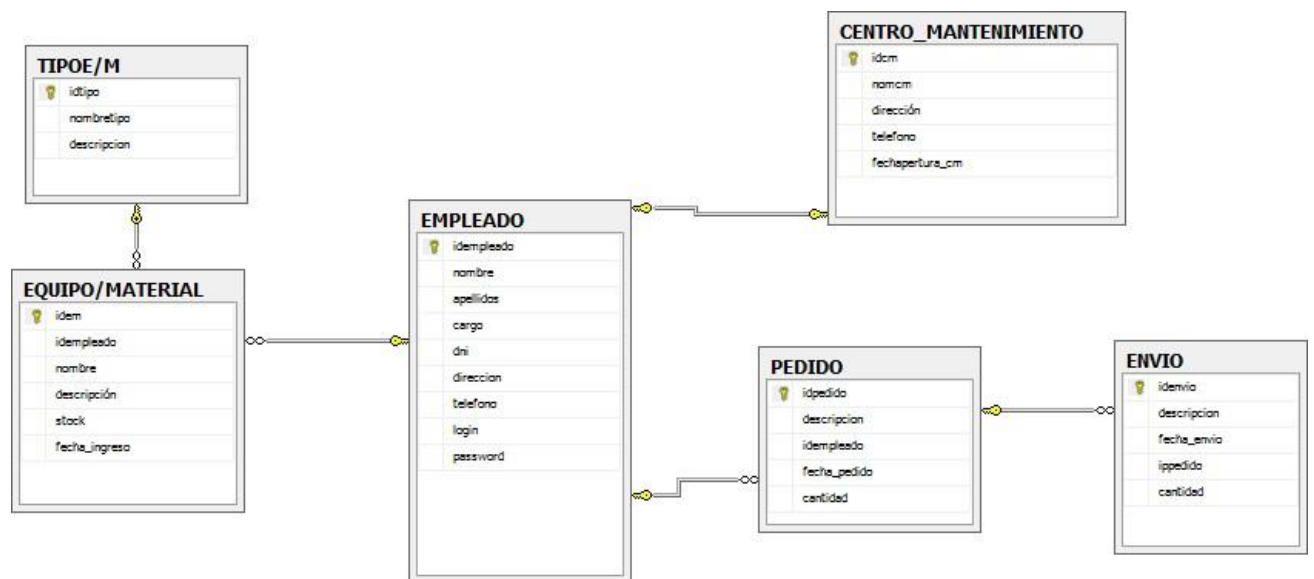 TIPOE/M
idtipo
nombretipo
descripcion
EQUIPO/MATERIAL
idem
idempleado
nombre
descripción
stock
fecha_ingreso
EMPLEADO
idempleado
nombre
apellidos
cargo
dni
direccion
telefono
login
password
CENTRO_MANTENIMIENTO
idcm
nomcm
dirección
telefono
fechapertura_cm
PEDIDO
idpedido
descripcion
idempleado
fecha_pedido
cantidad
ENVIO
idenvio
descripcion
fecha_envio
ippedido
cantidad